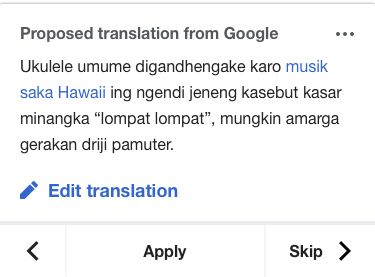 Proposed translation from Google
Ukulele umume digandhengake karo musik
saka Hawaii ing ngendi jeneng kasebut kasar
minangka “lompat lompat”, mungkin amarga
gerakan driji pamuter.
Edit translation
Apply
Skip